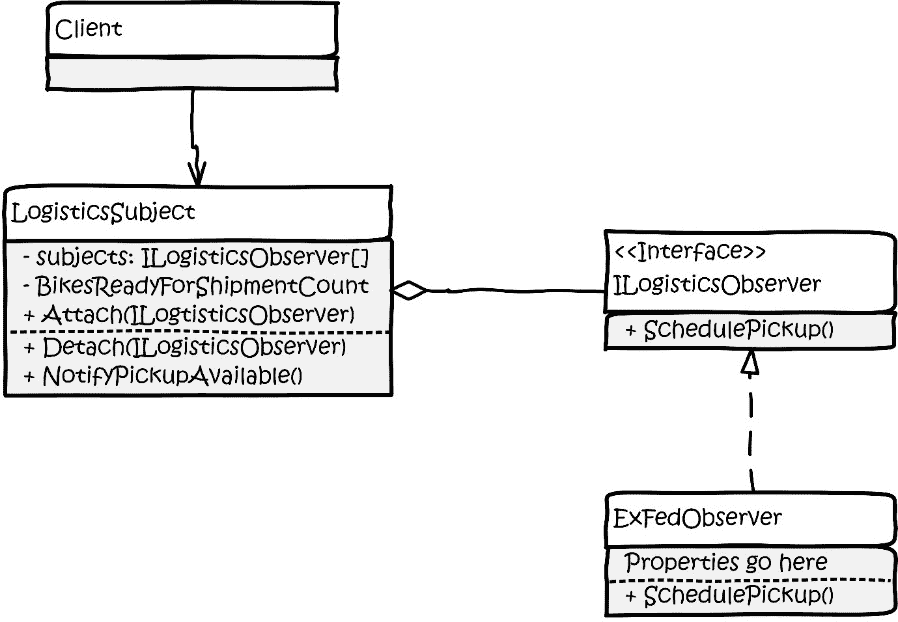 Client
LogisticsSubject
- subjects: ILogisticsObserver[]
- BikesReadyForShipmentCount
+ Attach(ILogtisticsObserver)
+ Detach(ILogisticsObserver)
+ NotifyPickupAvailable()
<<Interface>>
ILogisticsObserver
+ SchedulePickup()
ExFedObserver
Properties go here
+ SchedulePickup()